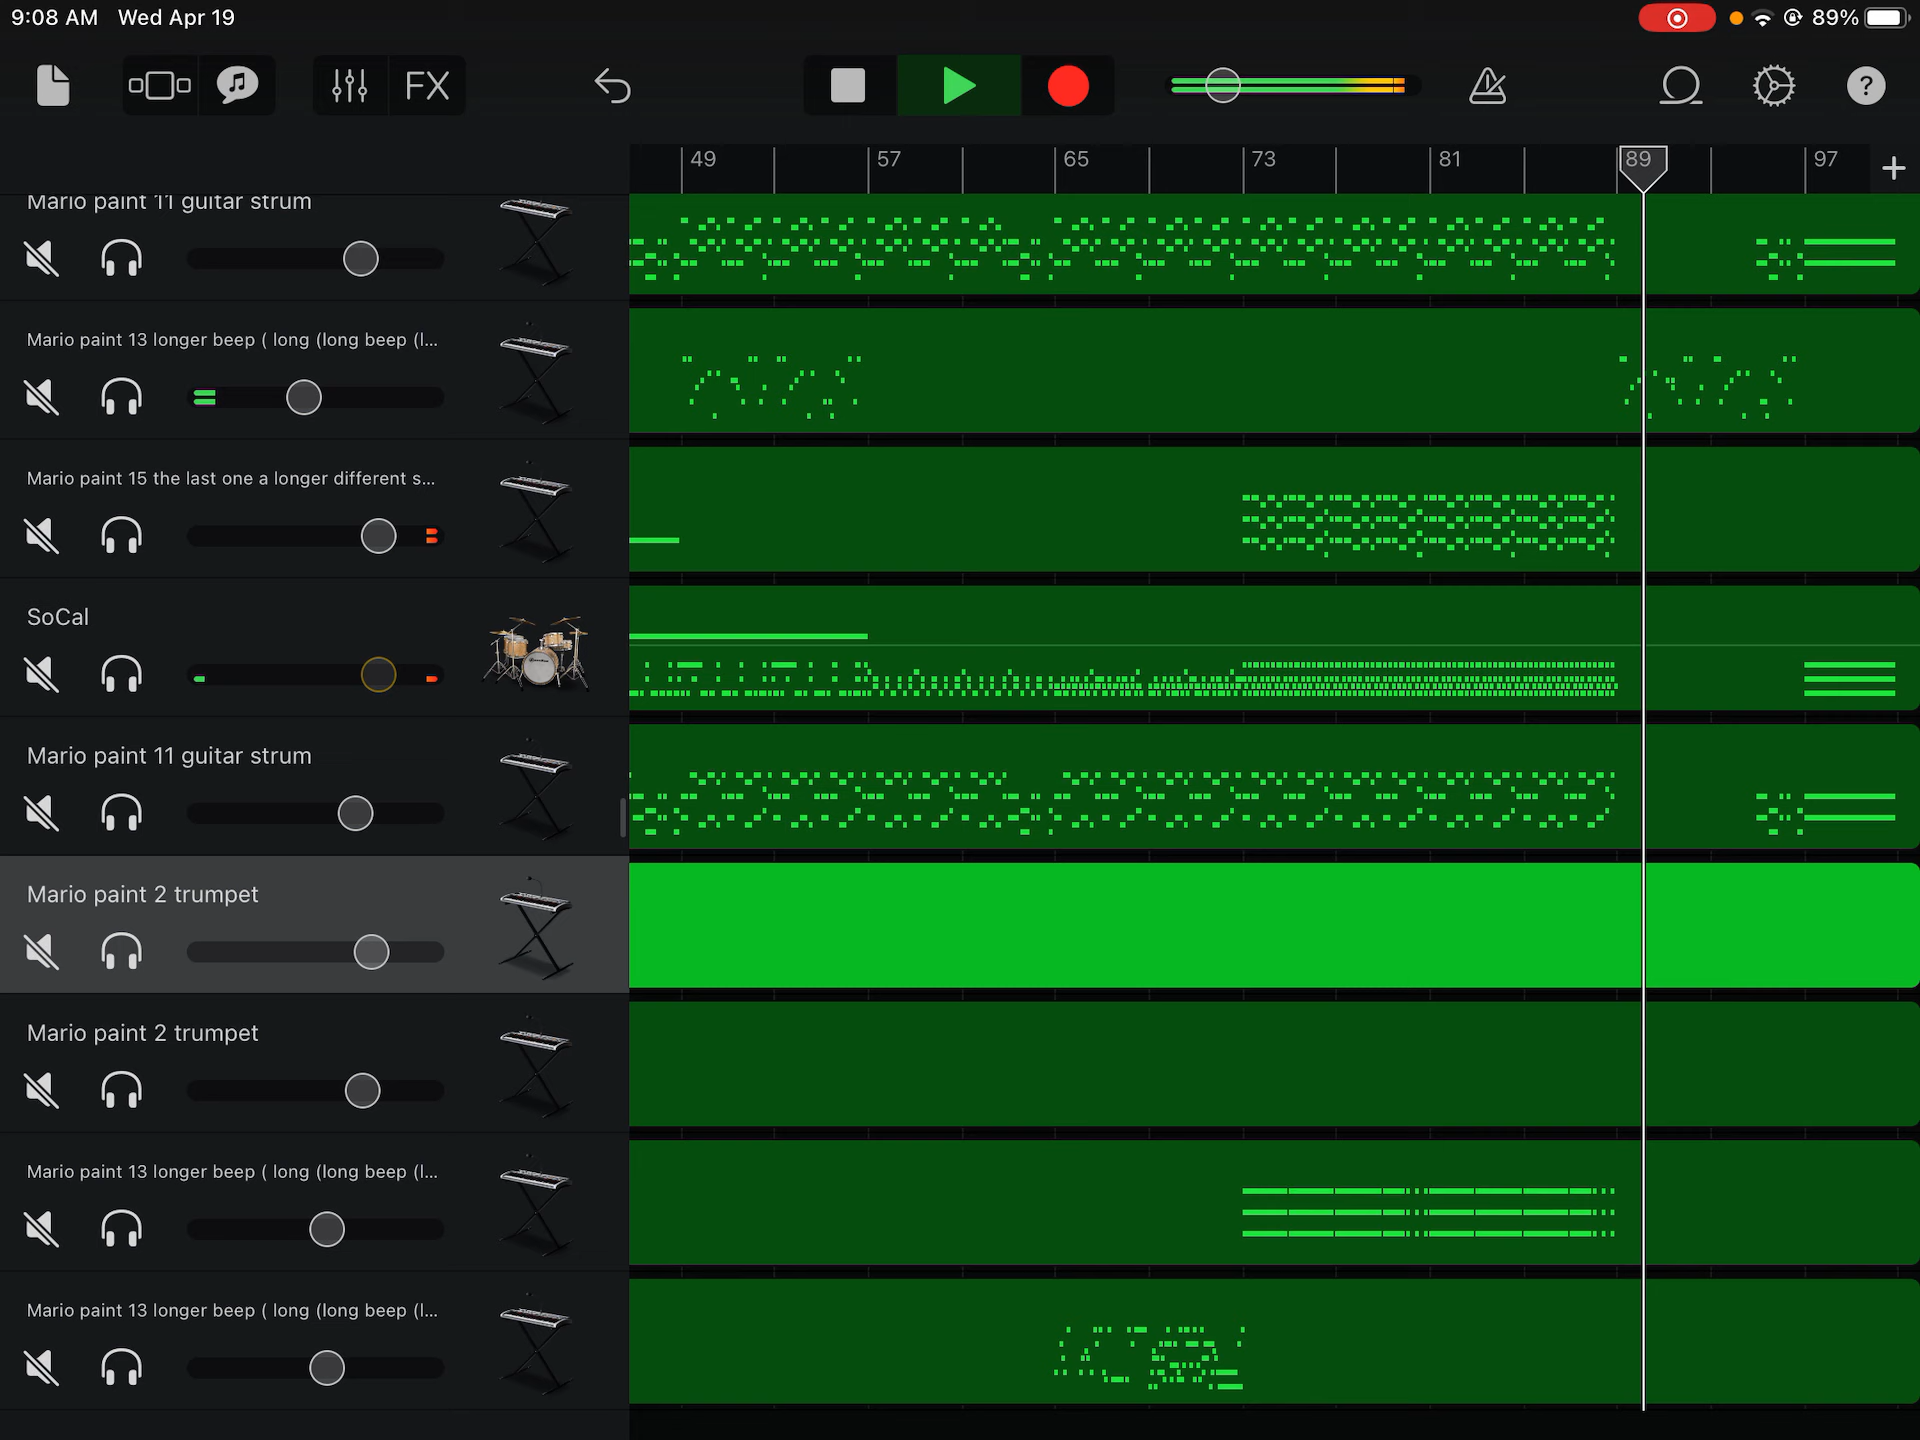 9:08 AM Wed Apr 19
89%
FX
?
49 57 65 73 81 89 97 +
Mario paint 11 guitar strum
Mario paint 13 longer beep ( long (long beep (l...
Mario paint 15 the last one a longer different s...
SoCal
Mario paint 11 guitar strum
Mario paint 2 trumpet
Mario paint 2 trumpet
Mario paint 13 longer beep ( long (long beep (l...
Mario paint 13 longer beep ( long (long beep (l...